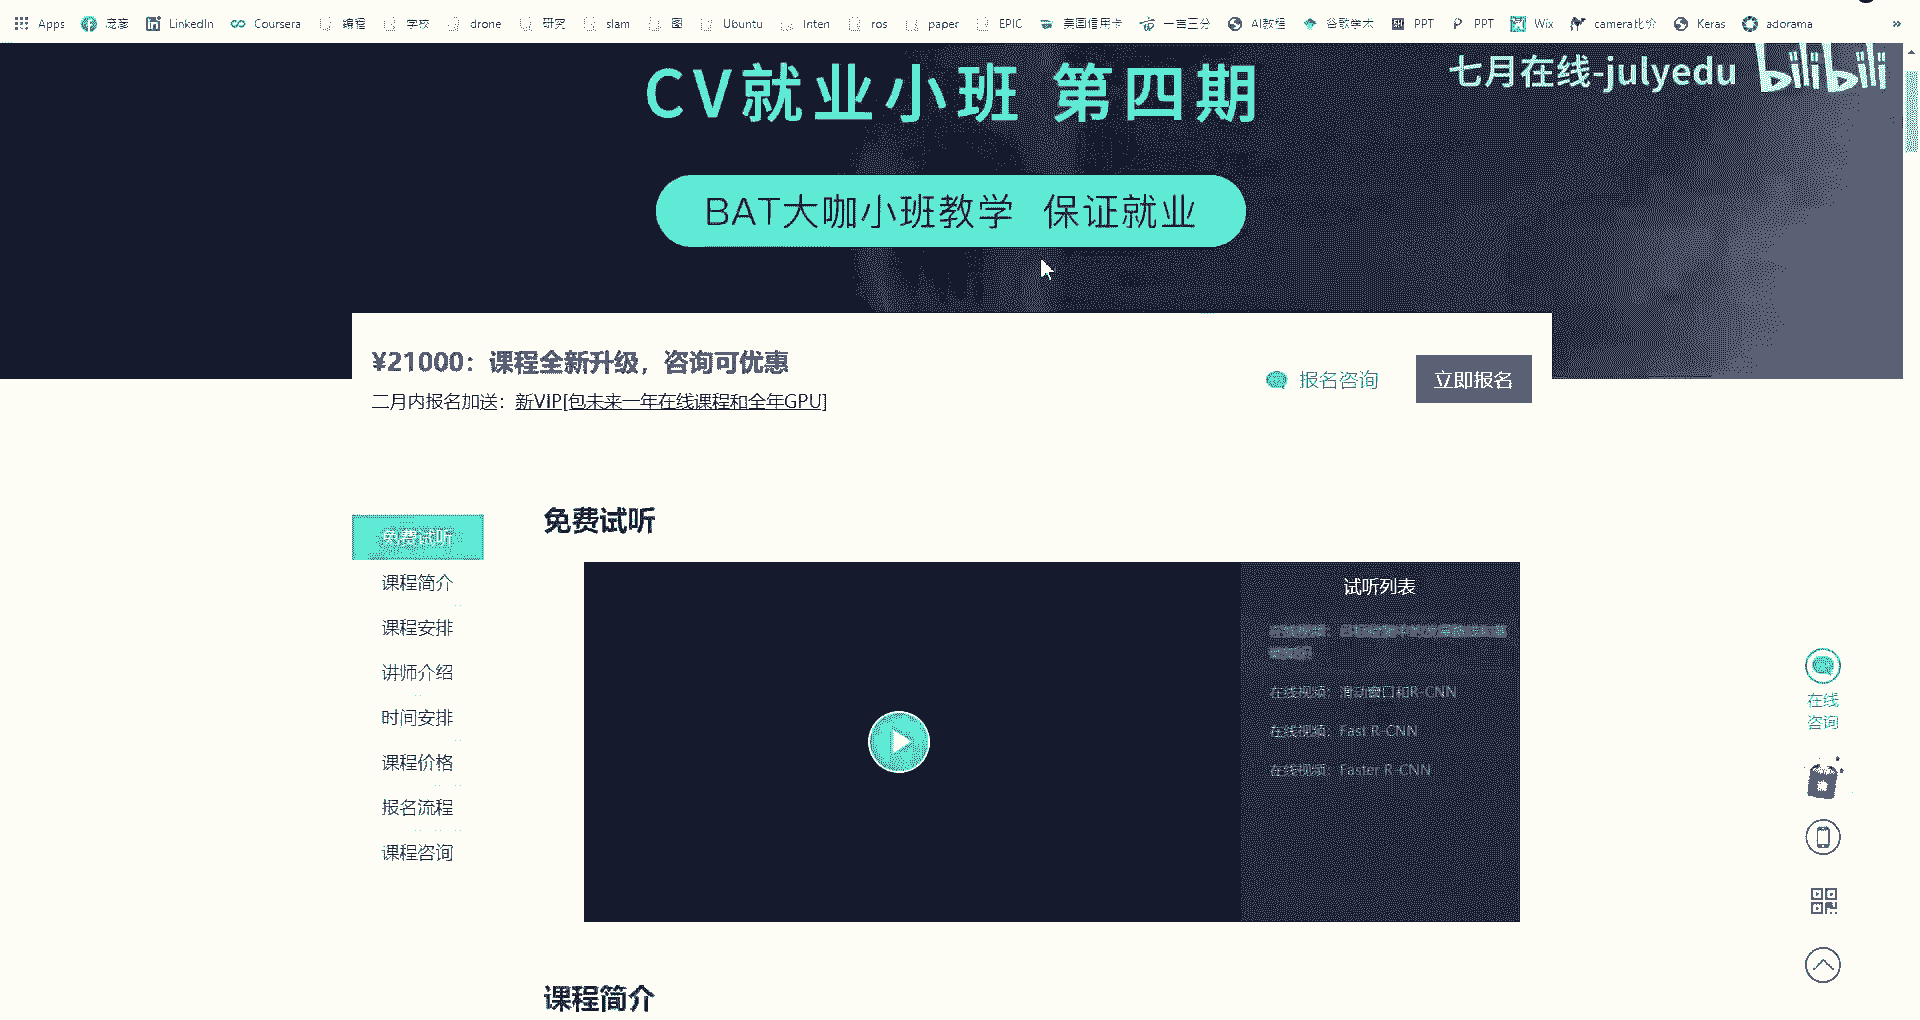 Apps
LinkedIn
Coursera
编程
学校
drone
研究
slam
图
Ubuntu
Inten
ros
paper
EPIC
美国信用卡
一言三分
AI教程
谷歌学术
PPT
PPT
Wix
camera比价
Keras
adorama
»
七月在线-julyedu bilibili
CV就业小班 第四期
BAT大咖小班教学 保证就业
¥21000：课程全新升级，咨询可优惠
二月内报名加送：新VIP[包未来一年在线课程和全年GPU]
报名咨询
立即报名
免费试听
课程简介
课程安排
讲师介绍
时间安排
课程价格
报名流程
课程咨询
免费试听
试听列表
在线视频：滑动窗口和R-CNN
在线视频：Fast R-CNN
在线视频：Faster R-CNN
在线
咨询
课程简介